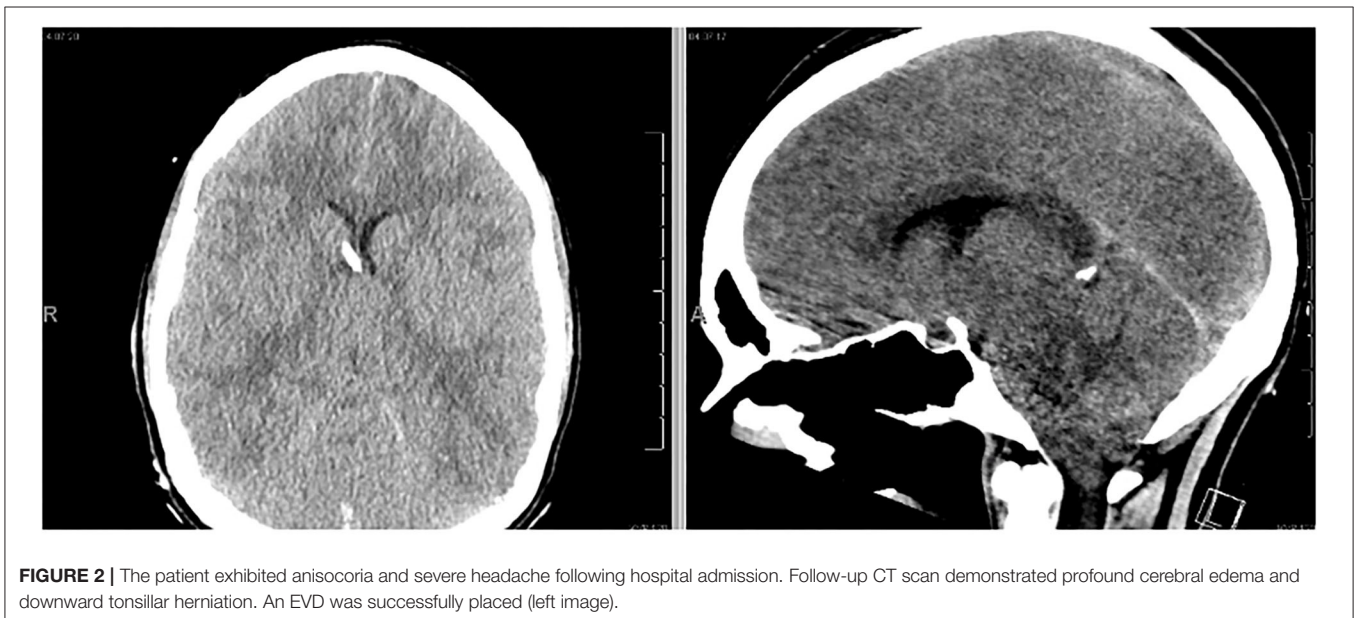 R
A
FIGURE 2 | The patient exhibited anisocoria and severe headache following hospital admission. Follow-up CT scan demonstrated profound cerebral edema and
downward tonsillar herniation. An EVD was successfully placed (left image).